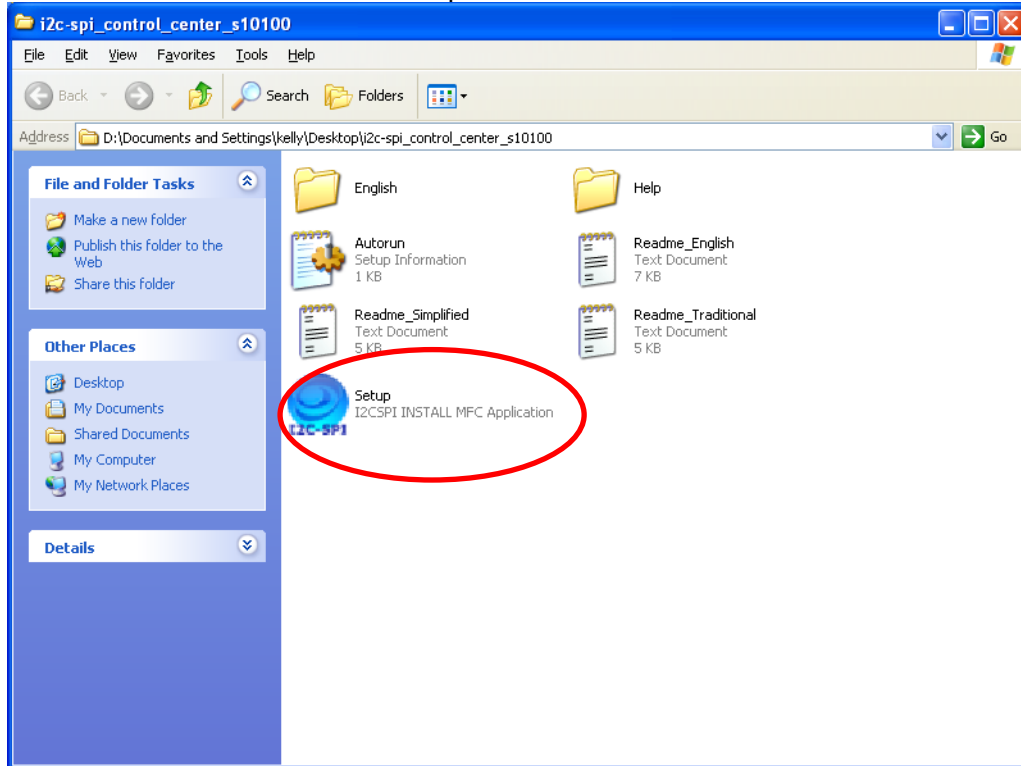 i2c-spi_control_center_s10100
File Edit View Favorites Tools Help
Back Search Folders
Address D:\Documents and Settings\kelly\Desktop\i2c-spi_control_center_s10100 Go
File and Folder Tasks
Make a new folder
Publish this folder to the
Web
Share this folder
Other Places
Desktop
My Documents
Shared Documents
My Computer
My Network Places
Details
English
Help
Autorun
Setup Information
1 KB
Readme_English
Text Document
7 KB
Readme_Simplified
Text Document
5 KB
Readme_Traditional
Text Document
5 KB
Setup
I2CSPI INSTALL MFC Application
I2C-SPI